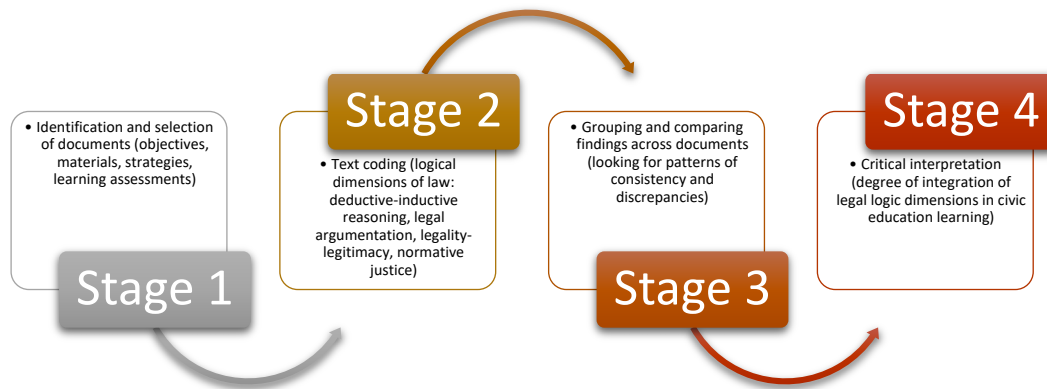 • Identification and selection
of documents (objectives,
materials, strategies,
learning assessments)
Stage 1
Stage 2
• Text coding (logical
dimensions of law:
deductive-inductive
reasoning, legal
argumentation, legality-
legitimacy, normative
justice)
• Grouping and comparing
findings across documents
(looking for patterns of
consistency and
discrepancies)
Stage 3
Stage 4
• Critical interpretation
(degree of integration of
legal logic dimensions in civic
education learning)